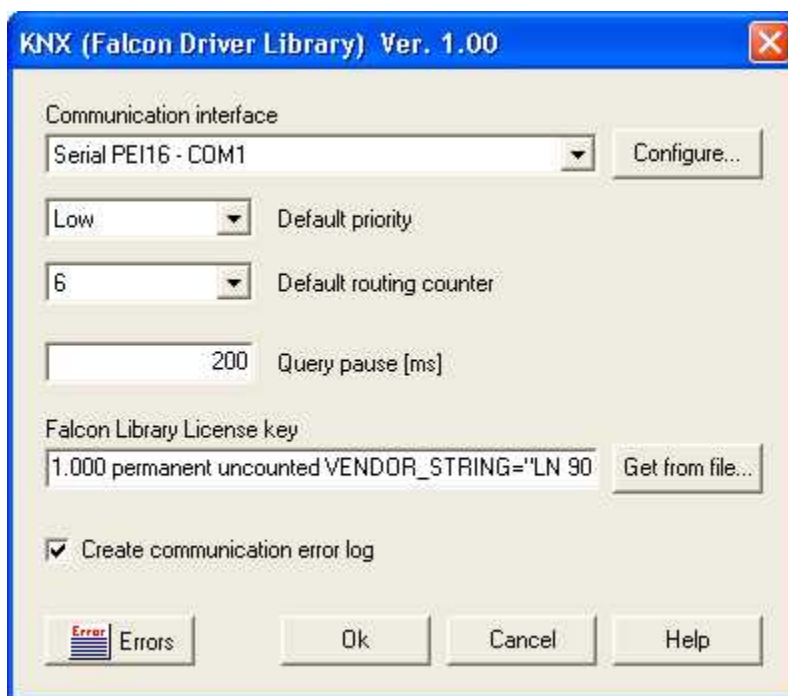 KNX (Falcon Driver Library) Ver. 1.00
Communication interface
Serial PEI16 - COM1 Configure...
Low Default priority
6 Default routing counter
200 Query pause [ms]
Falcon Library License key
1.000 permanent uncounted VENDOR_STRING="LN 90 Get from file...
Create communication error log
Error Errors Ok Cancel Help